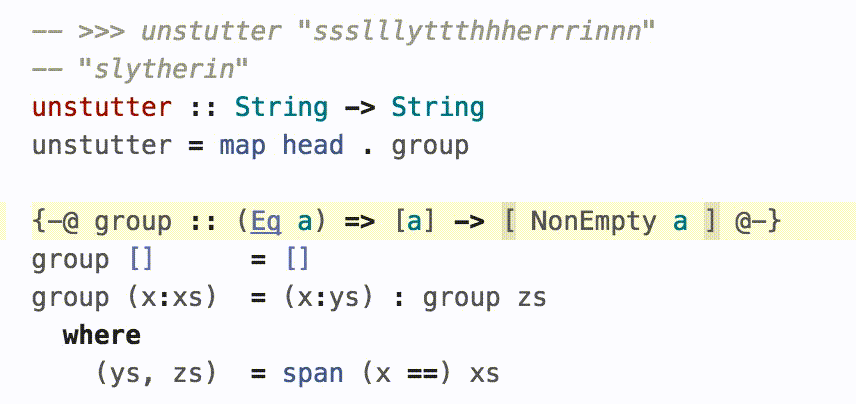 -- >>> unstutter "ssslllyttthhherrrinnn"
-- "slytherin"
unstutter :: String -> String
unstutter = map head . group
{-@ group :: (Eq a) => [a] -> [ NonEmpty a ] @-}
group []      = []
group (x:xs)  = (x:ys) : group zs
  where
    (ys, zs)  = span (x ==) xs